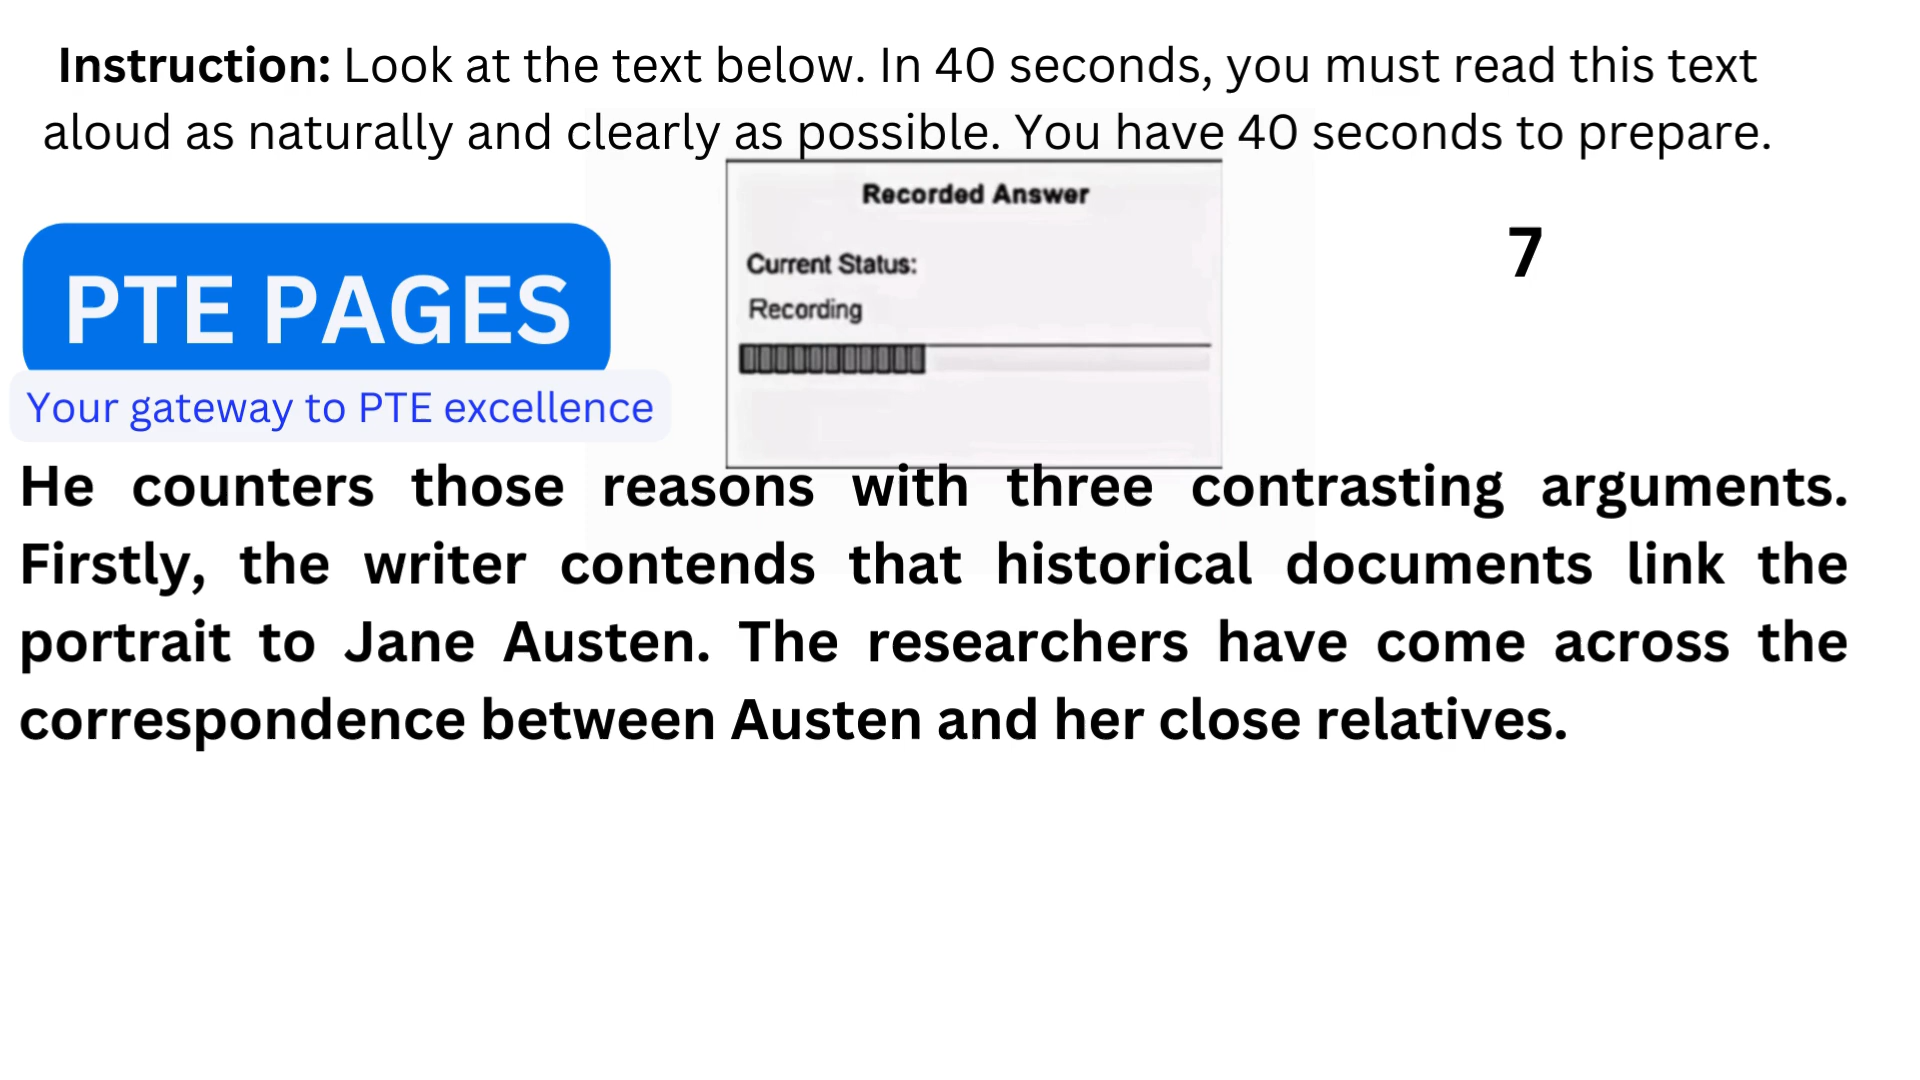 Instruction: Look at the text below. In 40 seconds, you must read this text
aloud as naturally and clearly as possible. You have 40 seconds to prepare.
Recorded Answer
Current Status:
Recording
7
PTE PAGES
Your gateway to PTE excellence
He counters those reasons with three contrasting arguments.
Firstly, the writer contends that historical documents link the
portrait to Jane Austen. The researchers have come across the
correspondence between Austen and her close relatives.